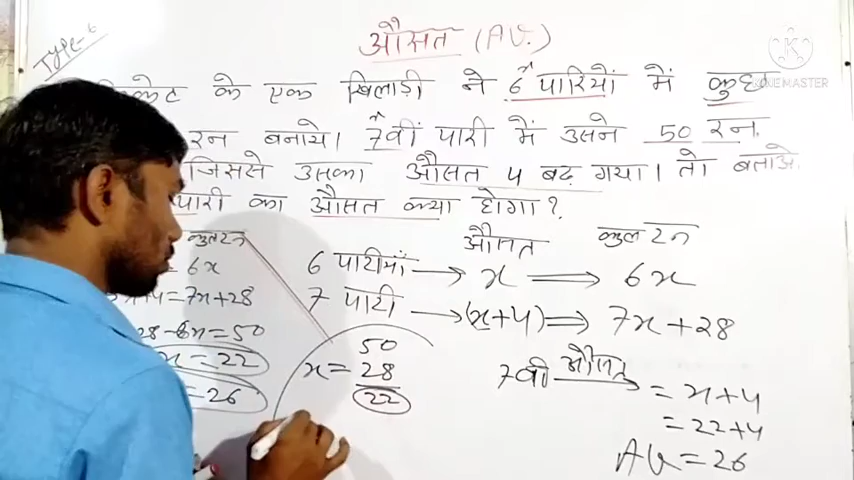 Type-6
औसत (AV.)
के एक खिलाड़ी ने 6 पारियों में कुछ
रन बनाये। 7वीं पारी में उसने 50 रन
जिससे उसका औसत 4 बढ़ गया। तो बताओ
पारी का औसत क्या होगा?
कुल रन
औसत
कुल रन
= 6x
6 पारीयाँ → x ⟹ 6x
=7x+28
7 पारी → (x+4) ⟹ 7x+28
=50
x = 22
= 26
50
x = 28
22
7वीं औसत = x+4
= 22+4
AV = 26
KINEMASTER